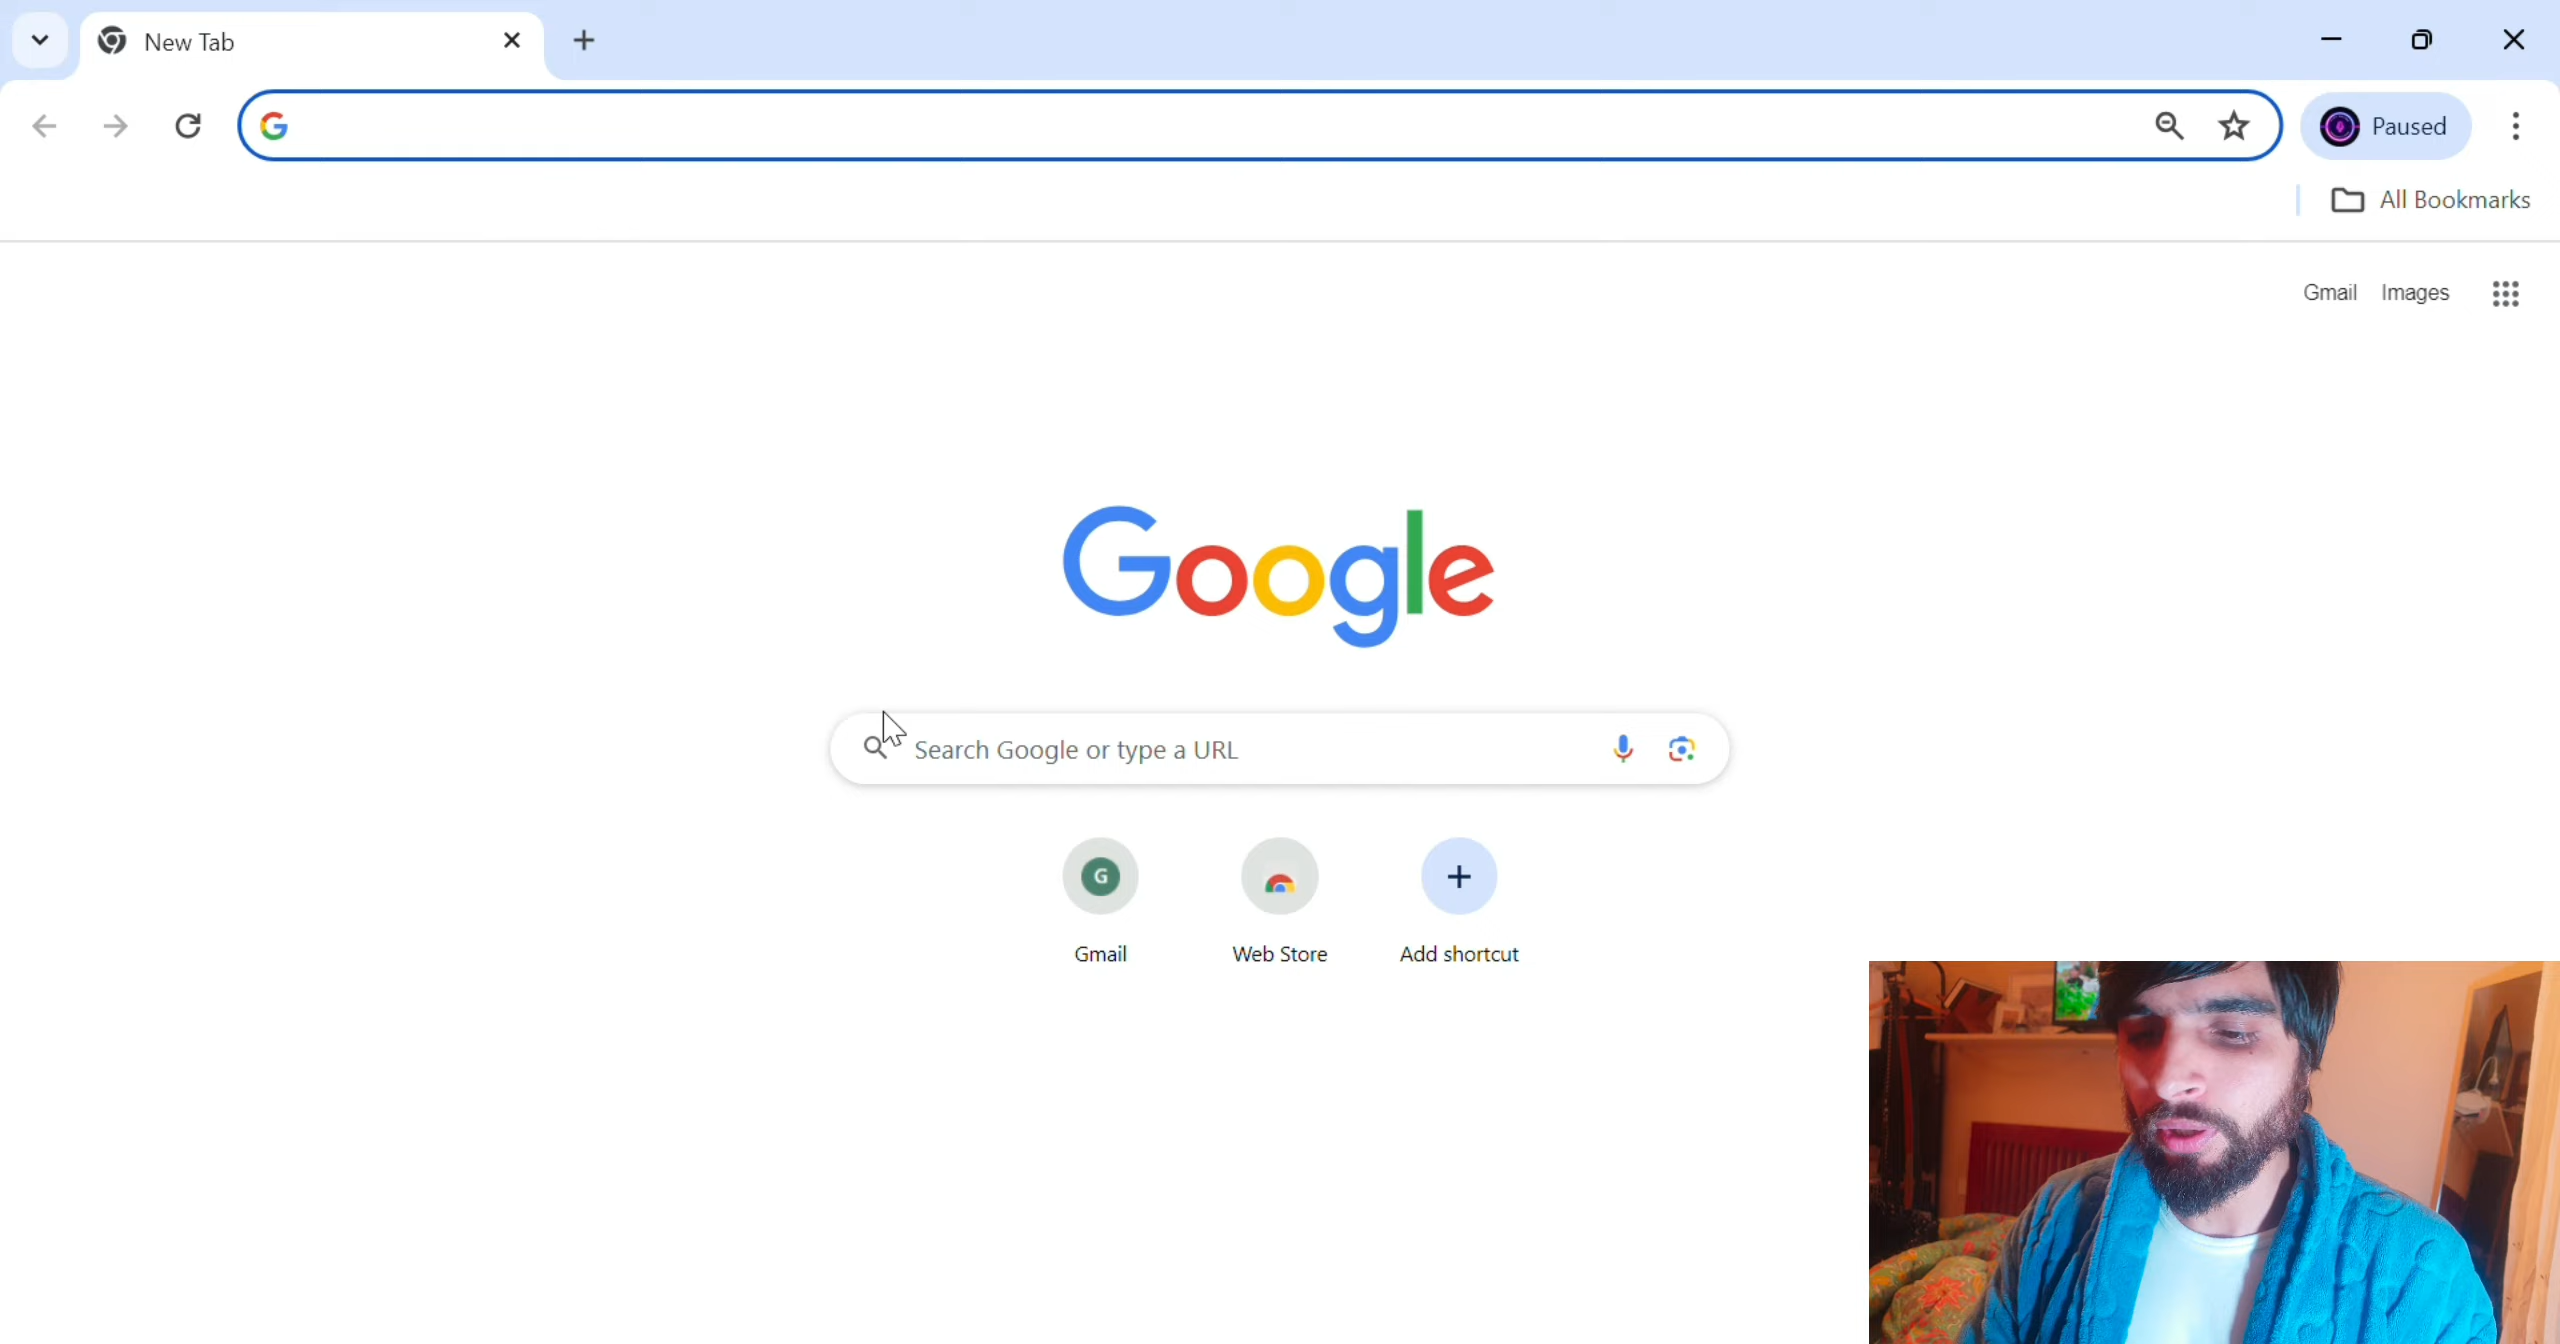 New Tab
Paused
All Bookmarks
Gmail Images
Google
Search Google or type a URL
G
Gmail Web Store Add shortcut